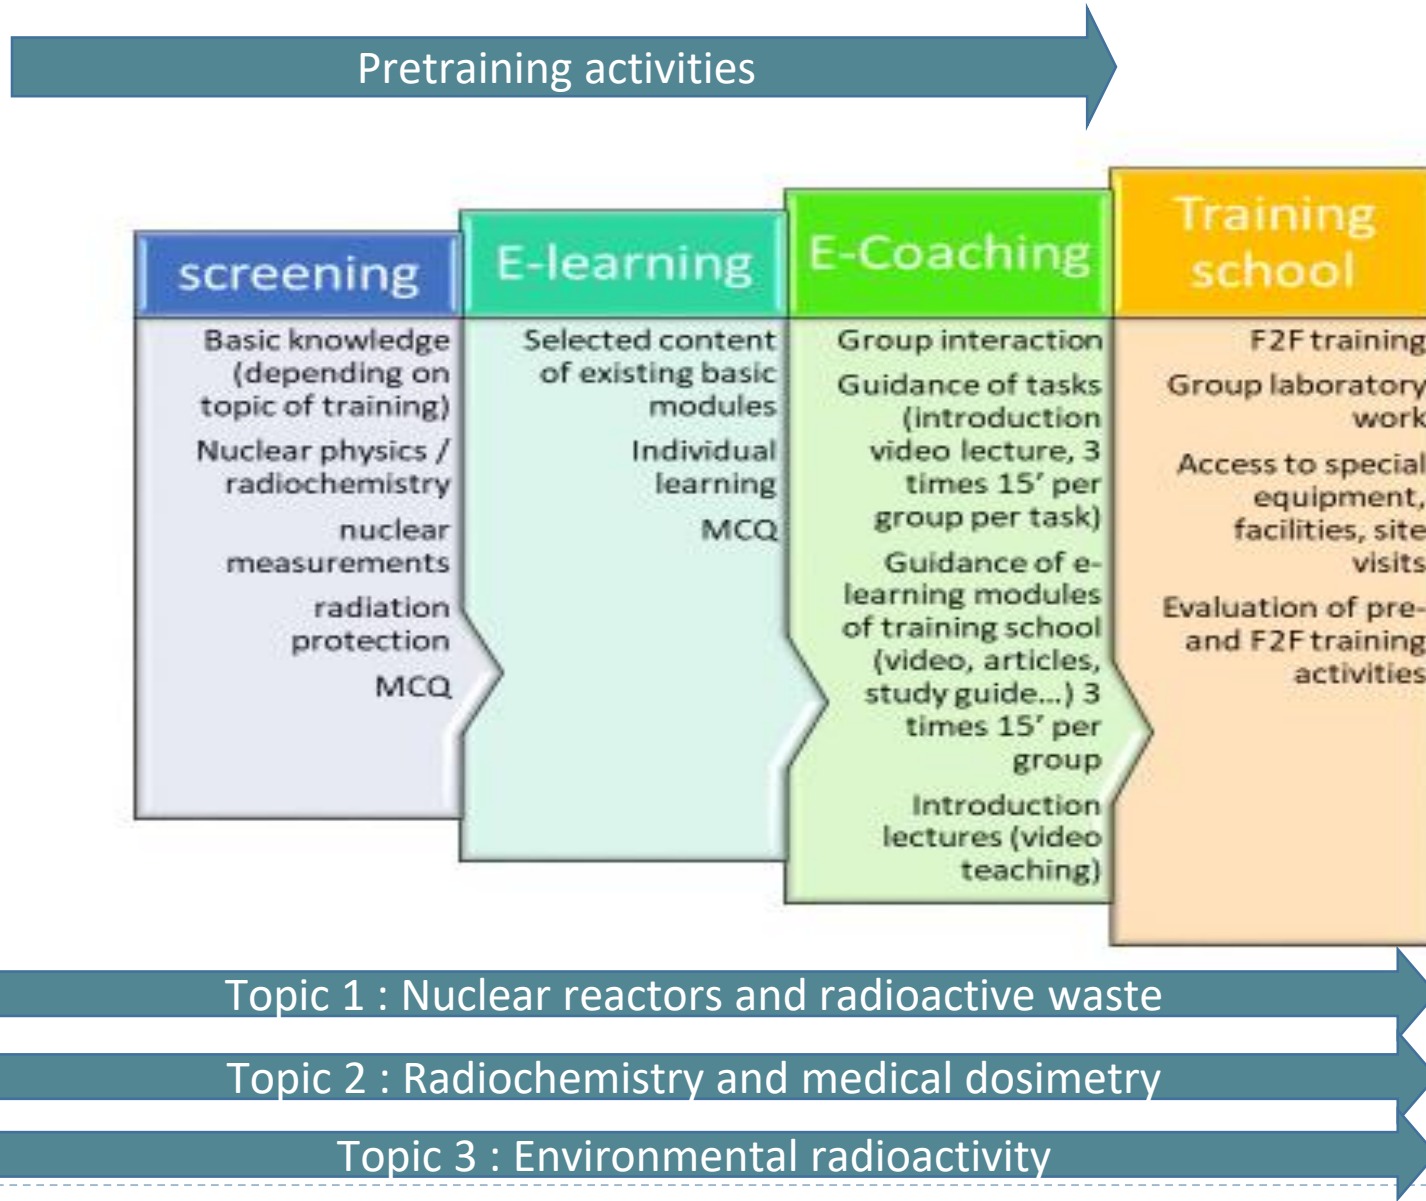 Pretraining activities
screening
Basic knowledge
(depending on
topic of training)
Nuclear physics /
radiochemistry
nuclear
measurements
radiation
protection
MCQ
E-learning
Selected content
of existing basic
modules
Individual
learning
MCQ
E-Coaching
Group interaction
Guidance of tasks
(introduction
video lecture, 3
times 15’ per
group per task)
Guidance of e-
learning modules
of training school
(video, articles,
study guide...) 3
times 15’ per
group
Introduction
lectures (video
teaching)
Training
school
F2F training
Group laboratory
work
Access to special
equipment,
facilities, site
visits
Evaluation of pre-
and F2F training
activities
Topic 1 : Nuclear reactors and radioactive waste
Topic 2 : Radiochemistry and medical dosimetry
Topic 3 : Environmental radioactivity